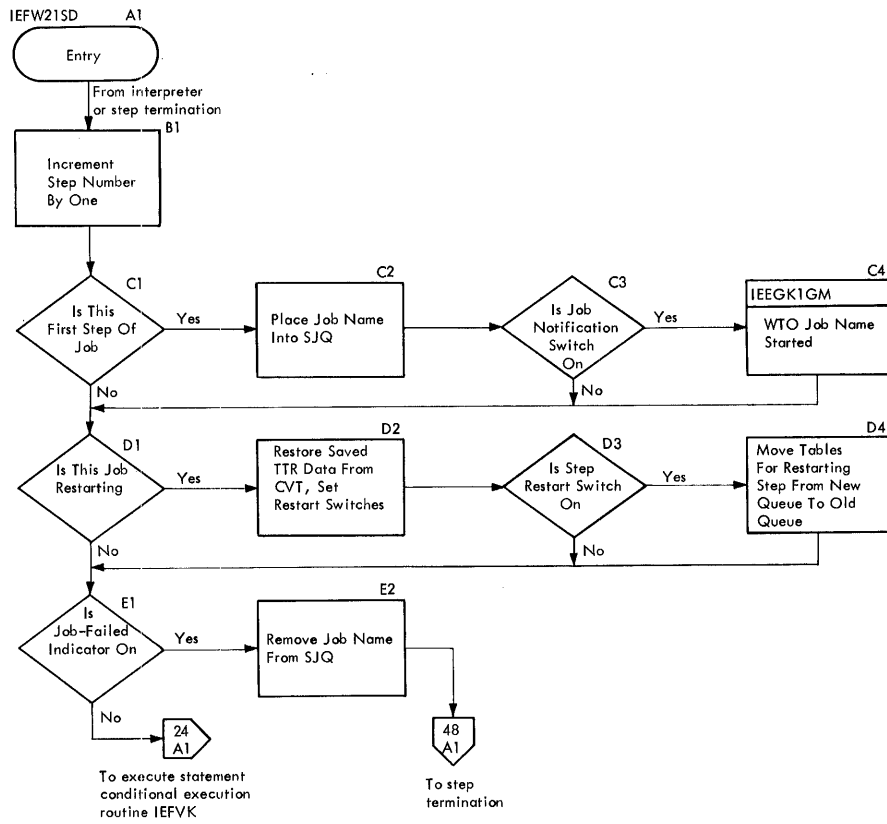 IEFW21SD A1
Entry
From interpreter
or step termination
B1
Increment
Step Number
By One
C1
Is This
First Step Of
Job
Yes
No
C2
Place Job Name
Into SJQ
C3
Is Job
Notification
Switch
On
Yes
No
C4
IEEGK1GM
WTO Job Name
Started
D1
Is This Job
Restarting
Yes
No
D2
Restore Saved
TTR Data From
CVT, Set
Restart Switches
D3
Is Step
Restart Switch
On
Yes
No
D4
Move Tables
For Restarting
Step From New
Queue To Old
Queue
E1
Is
Job-Failed
Indicator On
Yes
No
E2
Remove Job Name
From SJQ
24
A1
To execute statement
conditional execution
routine IEFVK
48
A1
To step
termination